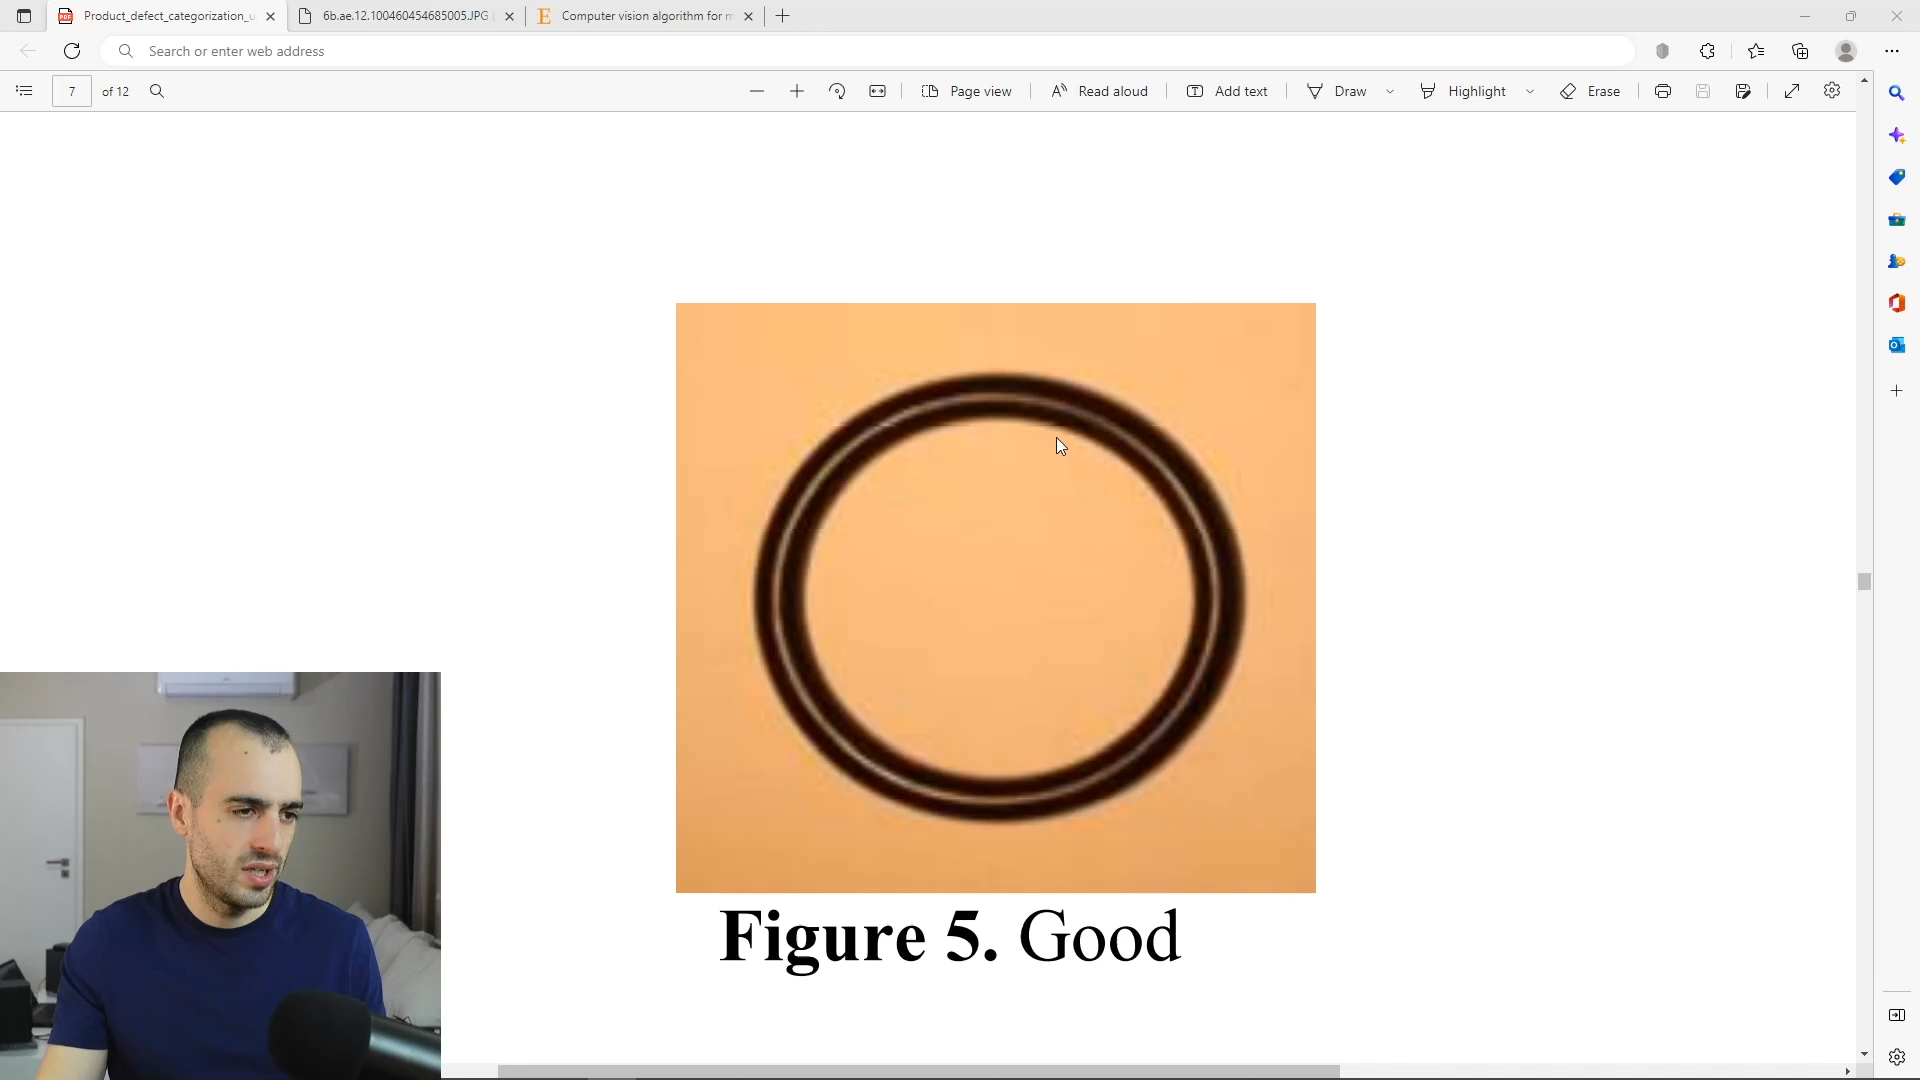 Product_defect_categorization_u
6b.ae.12.100460454685005.JPG
E Computer vision algorithm for m
Search or enter web address
7 of 12
Page view
Read aloud
Add text
Draw
Highlight
Erase
Figure 5. Good